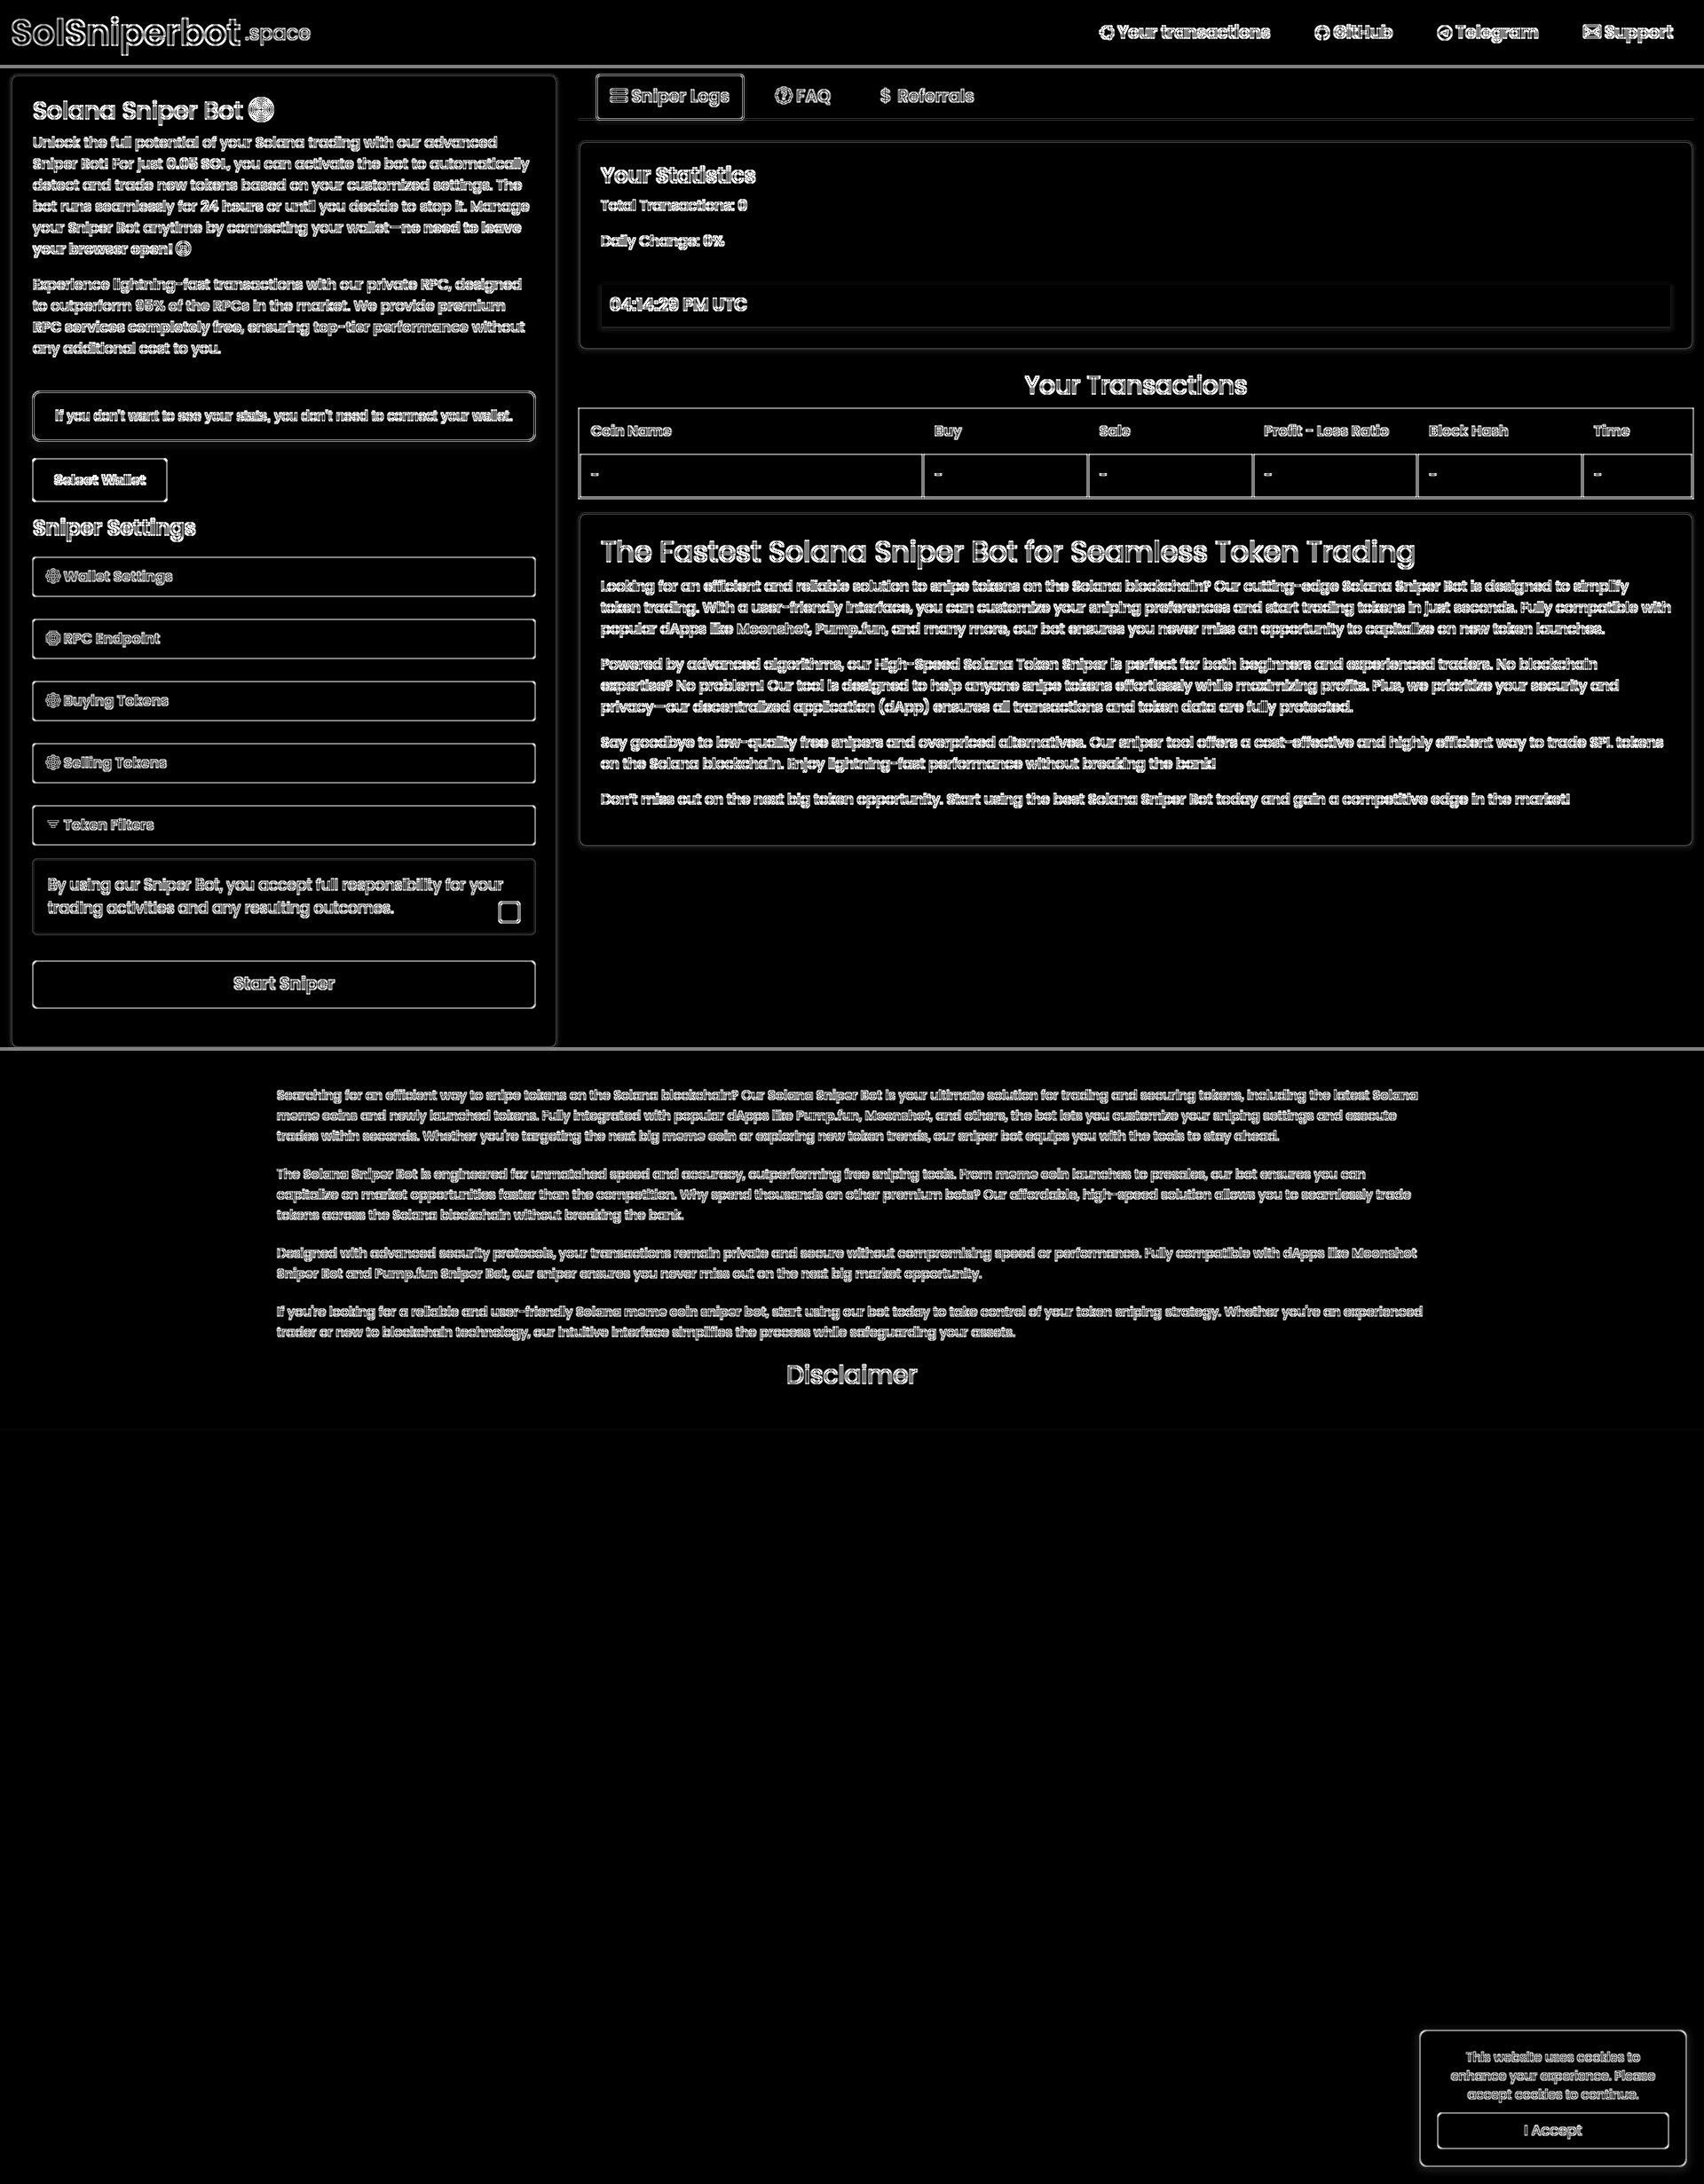 SolSniperbot.space
Your transactions
GitHub
Telegram
Support
Solana Sniper Bot
Unlock the full potential of your Solana trading with our advanced
Sniper Bot! For just 0.05 SOL, you can activate the bot to automatically
detect and trade new tokens based on your customized settings. The
bot runs seamlessly for 24 hours or until you decide to stop it. Manage
your Sniper Bot anytime by connecting your wallet—no need to leave
your browser open!
Experience lightning-fast transactions with our private RPC, designed
to outperform 95% of the RPCs in the market. We provide premium
RPC services completely free, ensuring top-tier performance without
any additional cost to you.
If you don't want to see your stats, you don't need to connect your wallet.
Select Wallet
Sniper Settings
Wallet Settings
RPC Endpoint
Buying Tokens
Selling Tokens
Token Filters
By using our Sniper Bot, you accept full responsibility for your
trading activities and any resulting outcomes.
Start Sniper
Sniper Logs
FAQ
$ Referrals
Your Statistics
Total Transactions: 0
Daily Change: 0%
04:14:29 PM UTC
Your Transactions
Coin Name Buy Sale Profit - Loss Ratio Block Hash Time
- - - - - -
The Fastest Solana Sniper Bot for Seamless Token Trading
Looking for an efficient and reliable solution to snipe tokens on the Solana blockchain? Our cutting-edge Solana Sniper Bot is designed to simplify
token trading. With a user-friendly interface, you can customize your sniping preferences and start trading tokens in just seconds. Fully compatible with
popular dApps like Moonshot, Pump.fun, and many more, our bot ensures you never miss an opportunity to capitalize on new token launches.
Powered by advanced algorithms, our High-Speed Solana Token Sniper is perfect for both beginners and experienced traders. No blockchain
expertise? No problem! Our tool is designed to help anyone snipe tokens effortlessly while maximizing profits. Plus, we prioritize your security and
privacy—our decentralized application (dApp) ensures all transactions and token data are fully protected.
Say goodbye to low-quality free snipers and overpriced alternatives. Our sniper tool offers a cost-effective and highly efficient way to trade SPL tokens
on the Solana blockchain. Enjoy lightning-fast performance without breaking the bank!
Don't miss out on the next big token opportunity. Start using the best Solana Sniper Bot today and gain a competitive edge in the market!
Searching for an efficient way to snipe tokens on the Solana blockchain? Our Solana Sniper Bot is your ultimate solution for trading and securing tokens, including the latest Solana
meme coins and newly launched tokens. Fully integrated with popular dApps like Pump.fun, Moonshot, and others, the bot lets you customize your sniping settings and execute
trades within seconds. Whether you're targeting the next big meme coin or exploring new token trends, our sniper bot equips you with the tools to stay ahead.
The Solana Sniper Bot is engineered for unmatched speed and accuracy, outperforming free sniping tools. From meme coin launches to presales, our bot ensures you can
capitalize on market opportunities faster than the competition. Why spend thousands on other premium bots? Our affordable, high-speed solution allows you to seamlessly trade
tokens across the Solana blockchain without breaking the bank.
Designed with advanced security protocols, your transactions remain private and secure without compromising speed or performance. Fully compatible with dApps like Moonshot
Sniper Bot and Pump.fun Sniper Bot, our sniper ensures you never miss out on the next big market opportunity.
If you're looking for a reliable and user-friendly Solana meme coin sniper bot, start using our bot today to take control of your token sniping strategy. Whether you're an experienced
trader or new to blockchain technology, our intuitive interface simplifies the process while safeguarding your assets.
Disclaimer
This website uses cookies to
enhance your experience. Please
accept cookies to continue.
I Accept